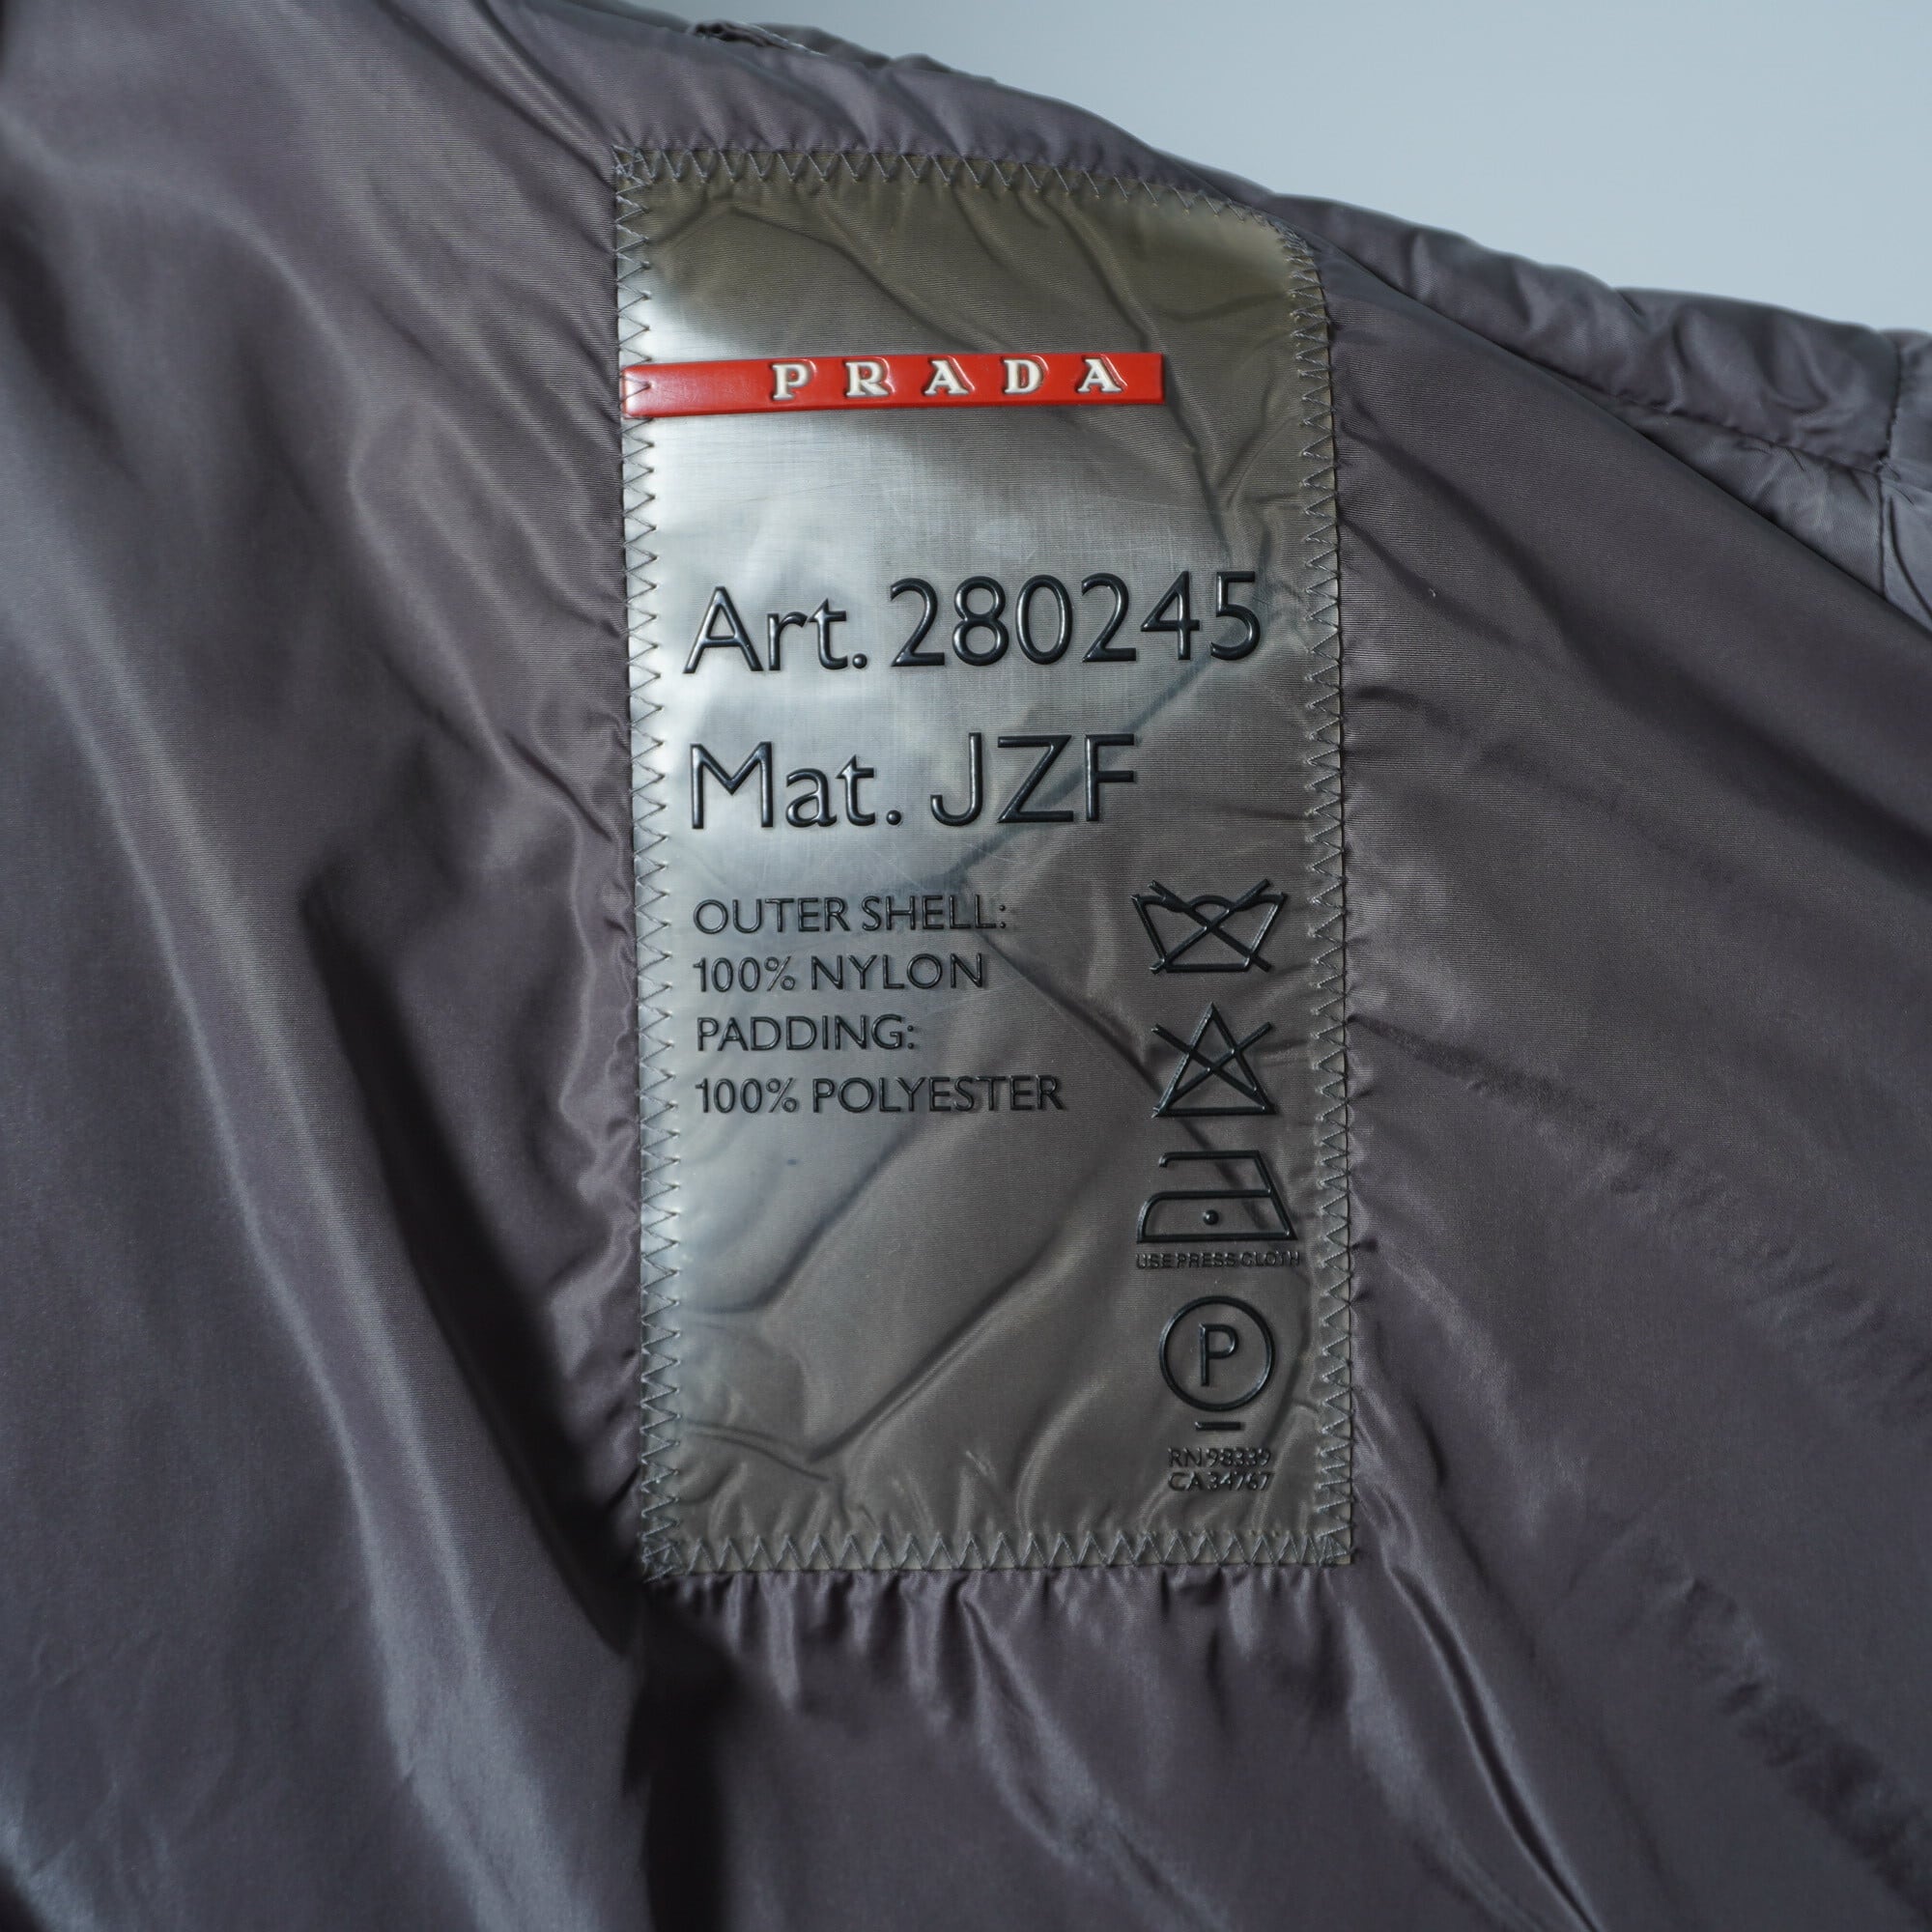 PRADA
Art. 280245
Mat. JZF
OUTER SHELL:
100% NYLON
PADDING:
100% POLYESTER
USE PRESS CLOTH
P
RN 98339
CA 34767